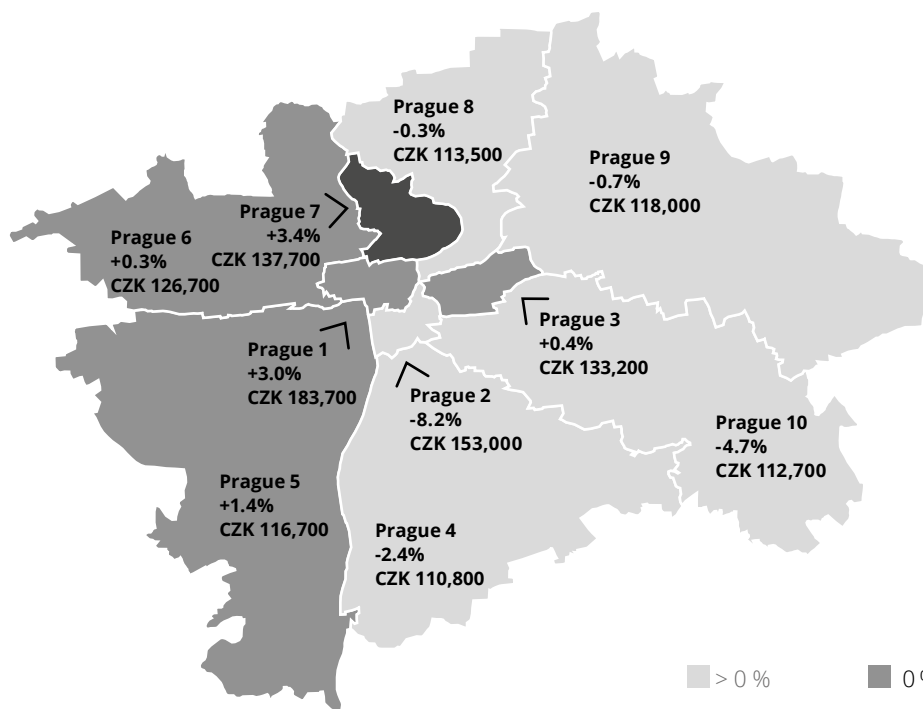 Prague 8
-0.3%
CZK 113,500
Prague 9
-0.7%
CZK 118,000
Prague 7
+3.4%
CZK 137,700
Prague 6
+0.3%
CZK 126,700
Prague 3
+0.4%
CZK 133,200
Prague 1
+3.0%
CZK 183,700
Prague 2
-8.2%
CZK 153,000
Prague 10
-4.7%
CZK 112,700
Prague 5
+1.4%
CZK 116,700
Prague 4
-2.4%
CZK 110,800
> 0 %
0